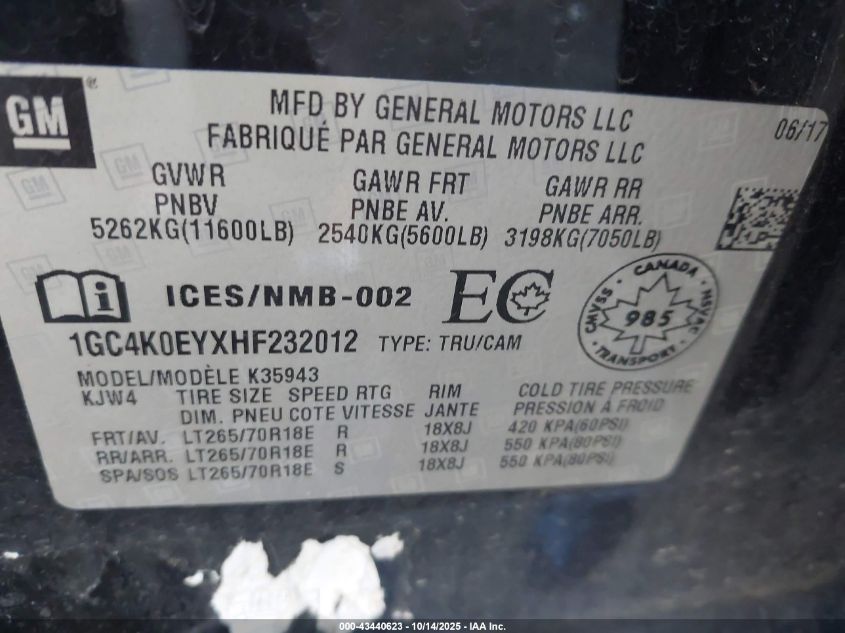 GM ®
MFD BY GENERAL MOTORS LLC
FABRIQUÉ PAR GENERAL MOTORS LLC
06/17
GVWR GAWR FRT GAWR RR
PNBV PNBE AV. PNBE ARR.
5262KG(11600LB) 2540KG(5600LB) 3198KG(7050LB)
i ICES/NMB-002 EC
CANADA
CMVSS 985 NSVAC
TRANSPORT
1GC4K0EYXHF232012 TYPE: TRU/CAM
MODEL/MODÈLE K35943
KJW4 TIRE SIZE SPEED RTG RIM COLD TIRE PRESSURE
DIM. PNEU COTE VITESSE JANTE PRESSION À FROID
FRT/AV. LT265/70R18E R 18X8J 420 KPA(60PSI)
RR/ARR. LT265/70R18E R 18X8J 550 KPA(80PSI)
SPA/SOS LT265/70R18E S 18X8J 550 KPA(80PSI)
000-43440623 - 10/14/2025 - IAA Inc.